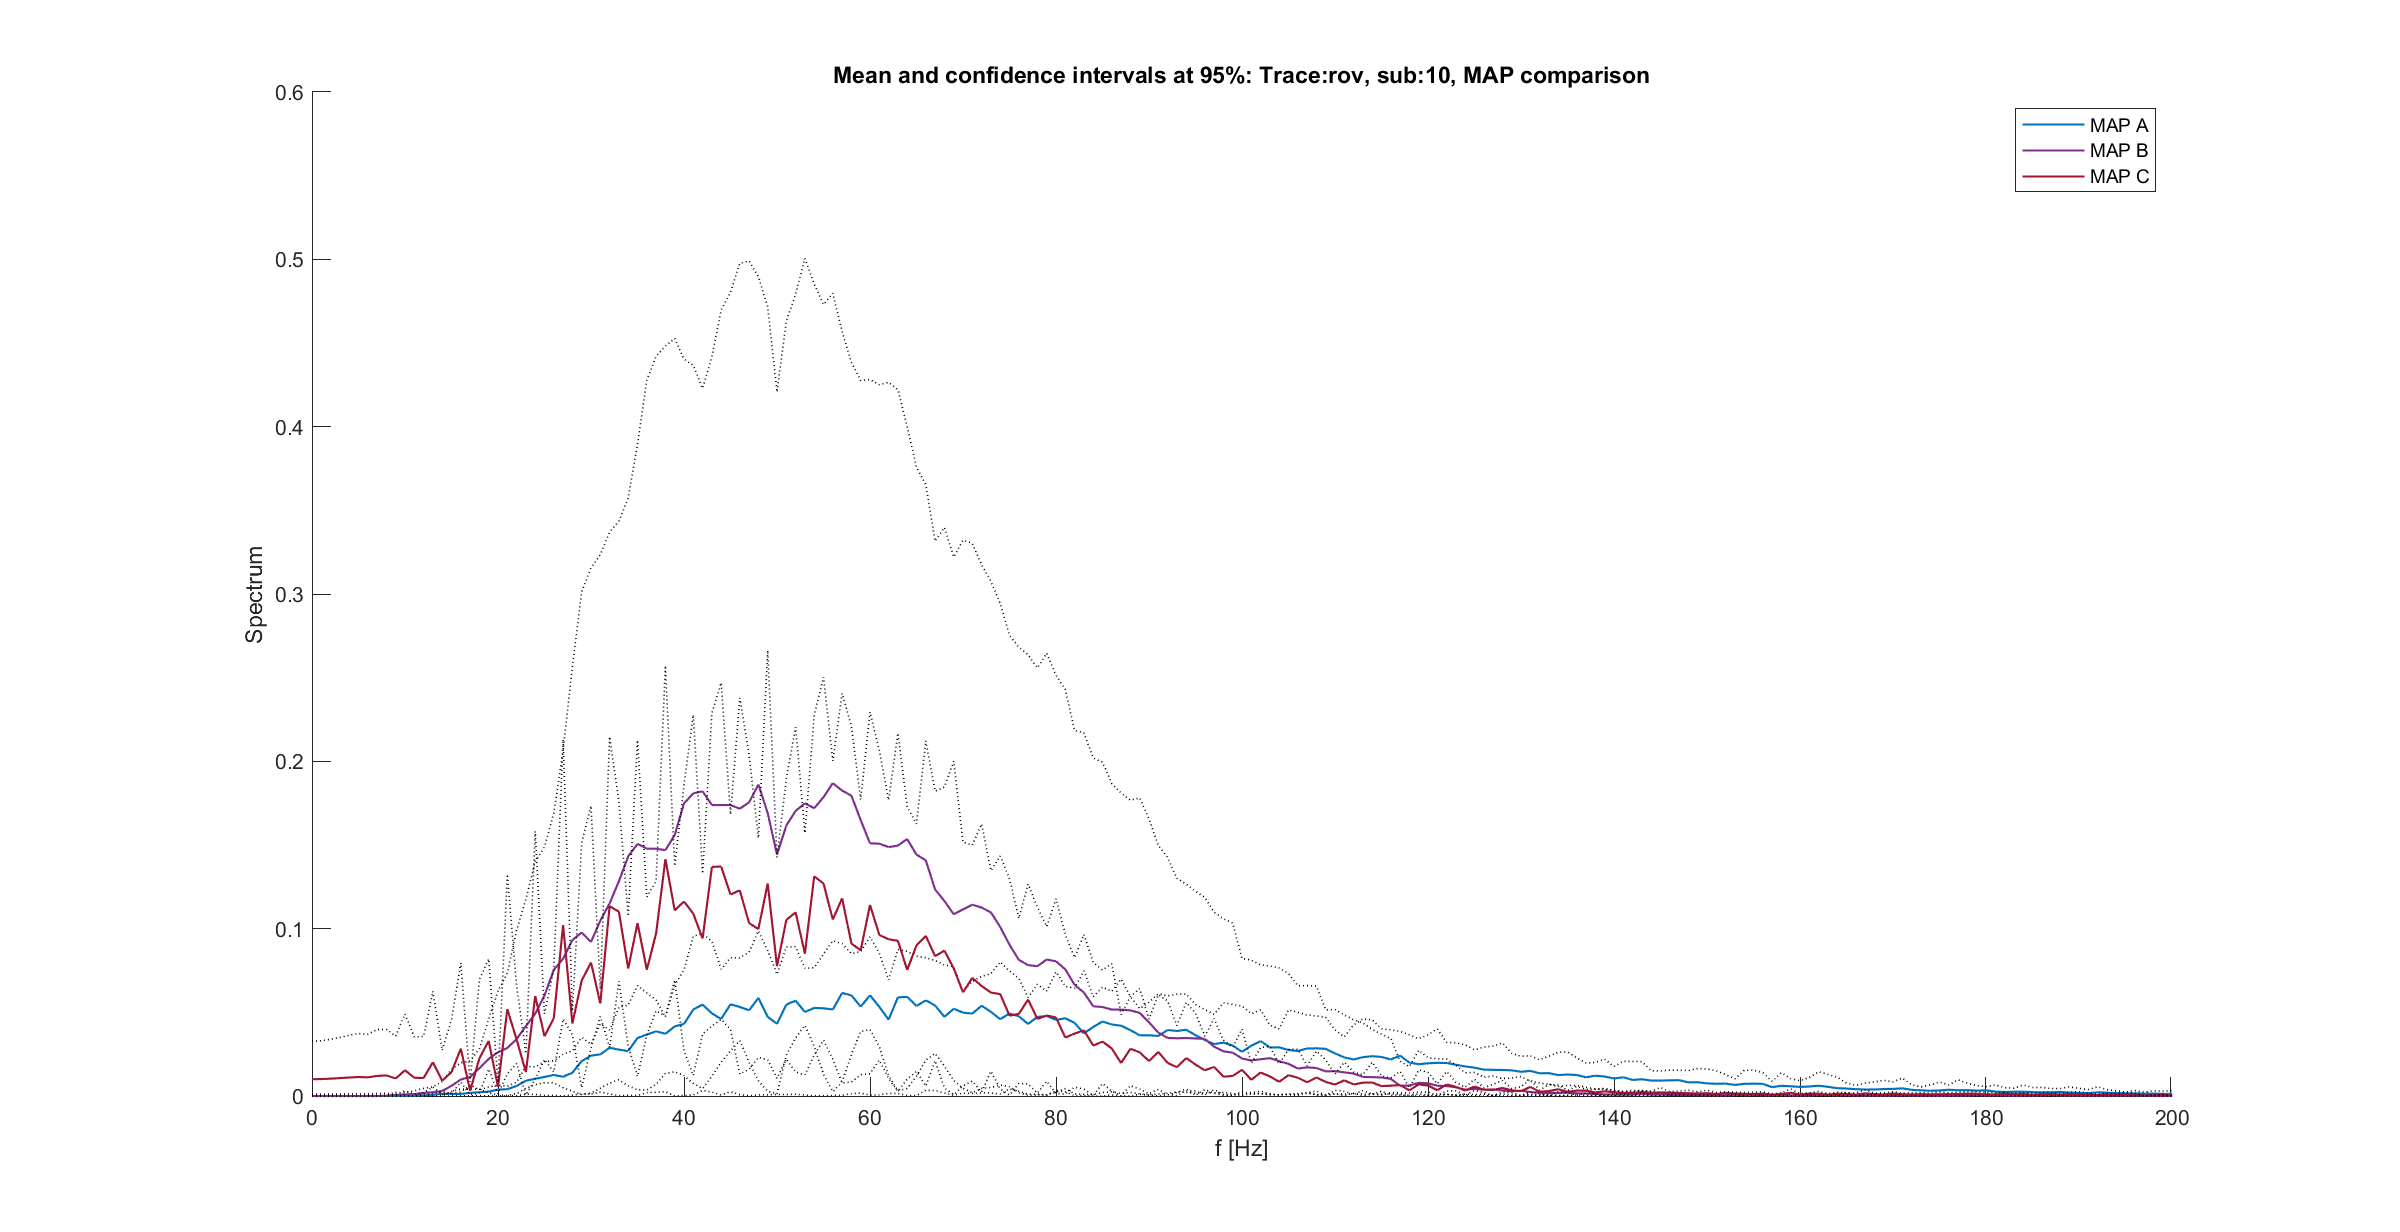 Mean and confidence intervals at 95%: Trace:rov, sub:10, MAP comparison
MAP A
MAP B
MAP C
0.6
0.5
0.4
0.3
0.2
0.1
0
Spectrum
0 20 40 60 80 100 120 140 160 180 200
f [Hz]